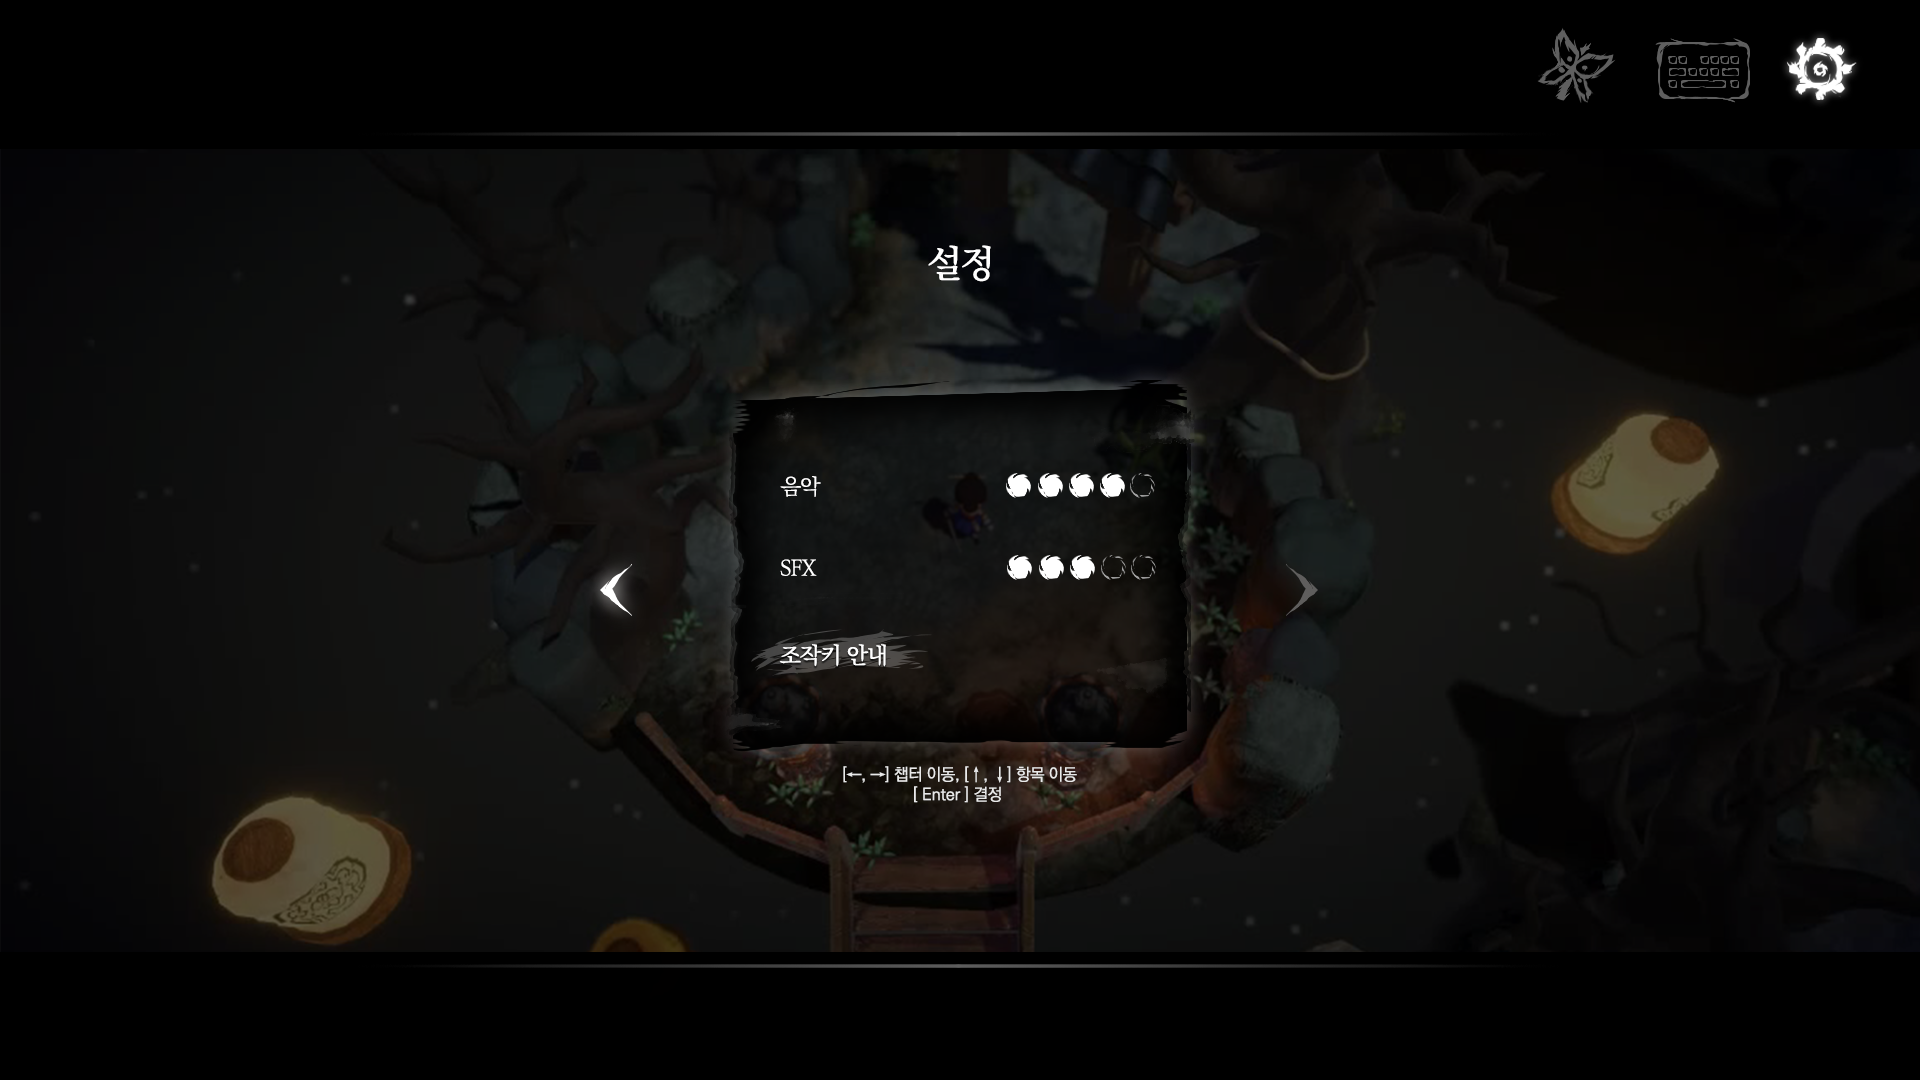 설정
음악
SFX
조작키 안내
[←, →] 챕터 이동, [↑, ↓] 항목 이동
[ Enter ] 결정